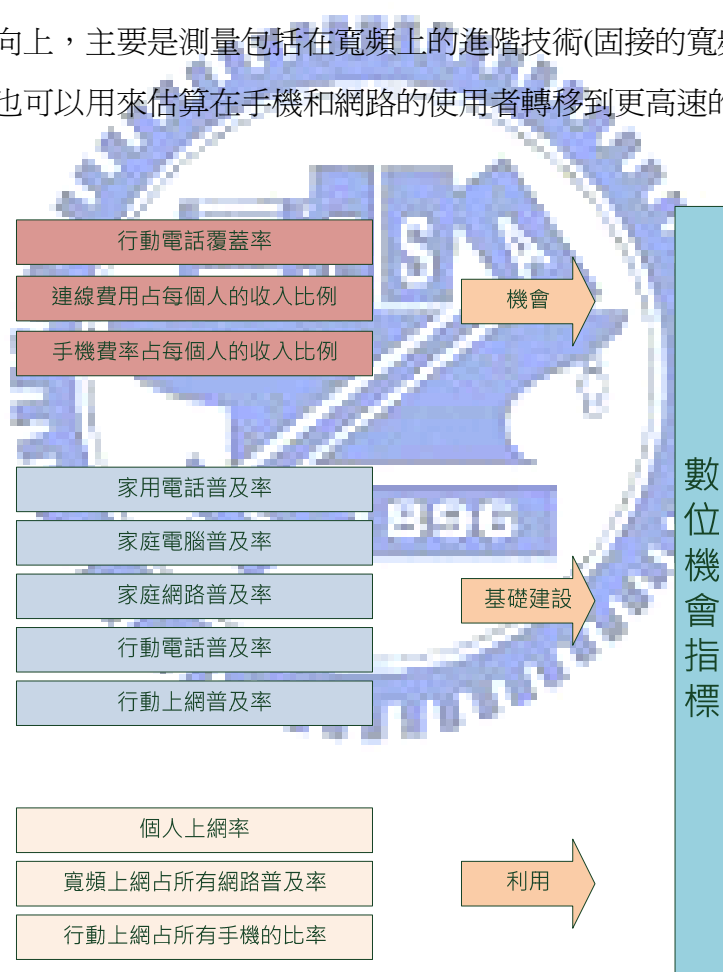 向上，主要是測量包括在寬頻上的進階技術(固接的寬頻
也可以用來估算在手機和網路的使用者轉移到更高速的
行動電話覆蓋率
連線費用占每個人的收入比例
手機費率占每個人的收入比例
機會
家用電話普及率
家庭電腦普及率
家庭網路普及率
行動電話普及率
行動上網普及率
基礎建設
個人上網率
寬頻上網占所有網路普及率
行動上網占所有手機的比率
利用
數位機會指標
E
S
A
1896